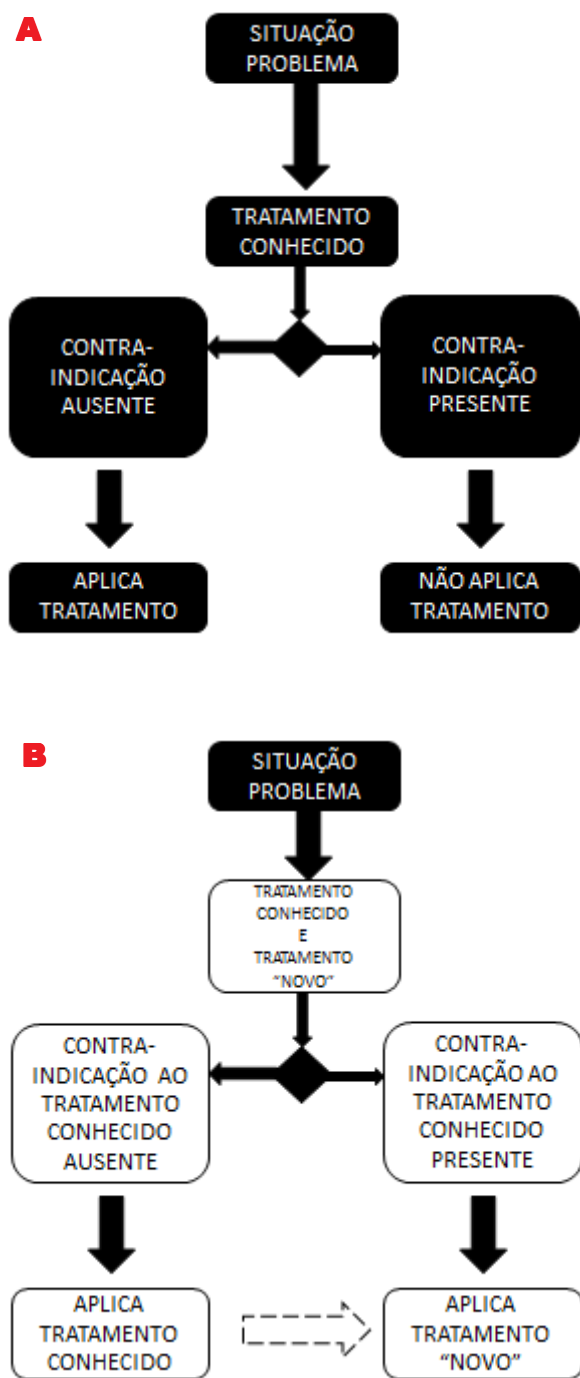 A
SITUAÇÃO
PROBLEMA
TRATAMENTO
CONHECIDO
CONTRA-
INDICAÇÃO
AUSENTE
CONTRA-
INDICAÇÃO
PRESENTE
APLICA
TRATAMENTO
NÃO APLICA
TRATAMENTO
B
SITUAÇÃO
PROBLEMA
TRATAMENTO
CONHECIDO
E
TRATAMENTO
“NOVO”
CONTRA-
INDICAÇÃO AO
TRATAMENTO
CONHECIDO
AUSENTE
CONTRA-
INDICAÇÃO AO
TRATAMENTO
CONHECIDO
PRESENTE
APLICA
TRATAMENTO
CONHECIDO
APLICA
TRATAMENTO
“NOVO”